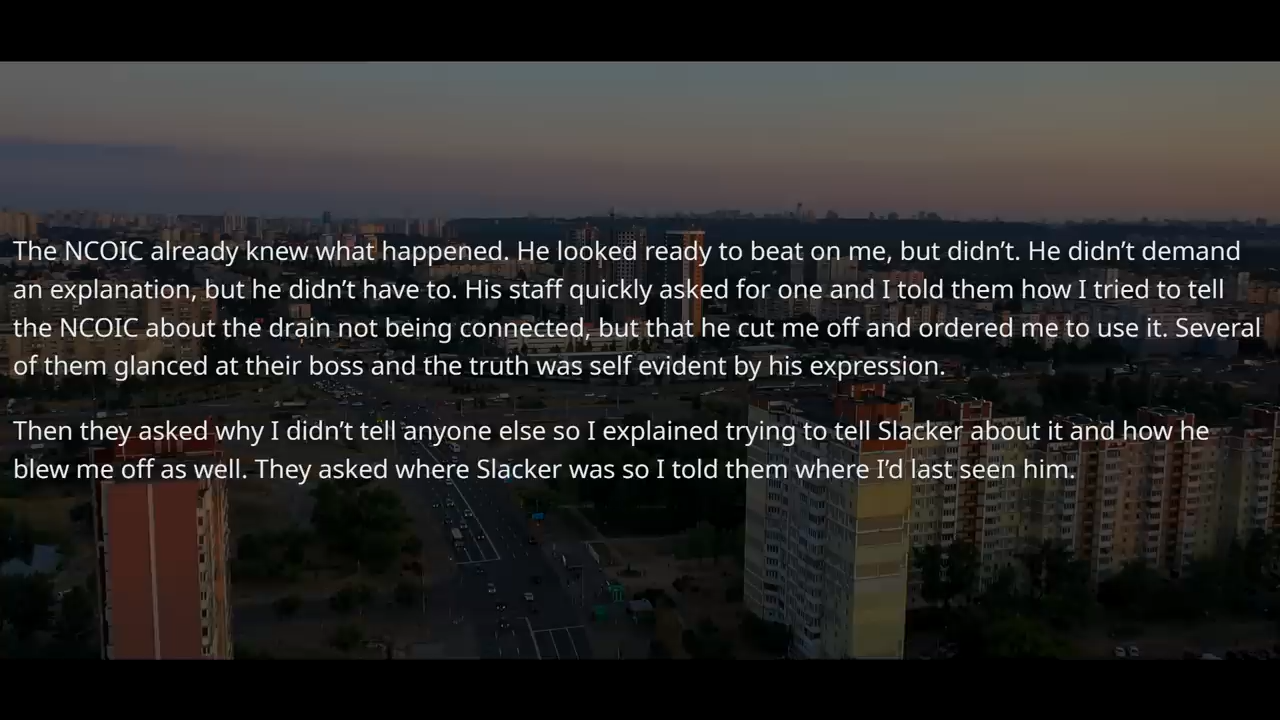 The NCOIC already knew what happened. He looked ready to beat on me, but didn’t. He didn’t demand
an explanation, but he didn’t have to. His staff quickly asked for one and I told them how I tried to tell
the NCOIC about the drain not being connected, but that he cut me off and ordered me to use it. Several
of them glanced at their boss and the truth was self evident by his expression.
Then they asked why I didn’t tell anyone else so I explained trying to tell Slacker about it and how he
blew me off as well. They asked where Slacker was so I told them where I’d last seen him.